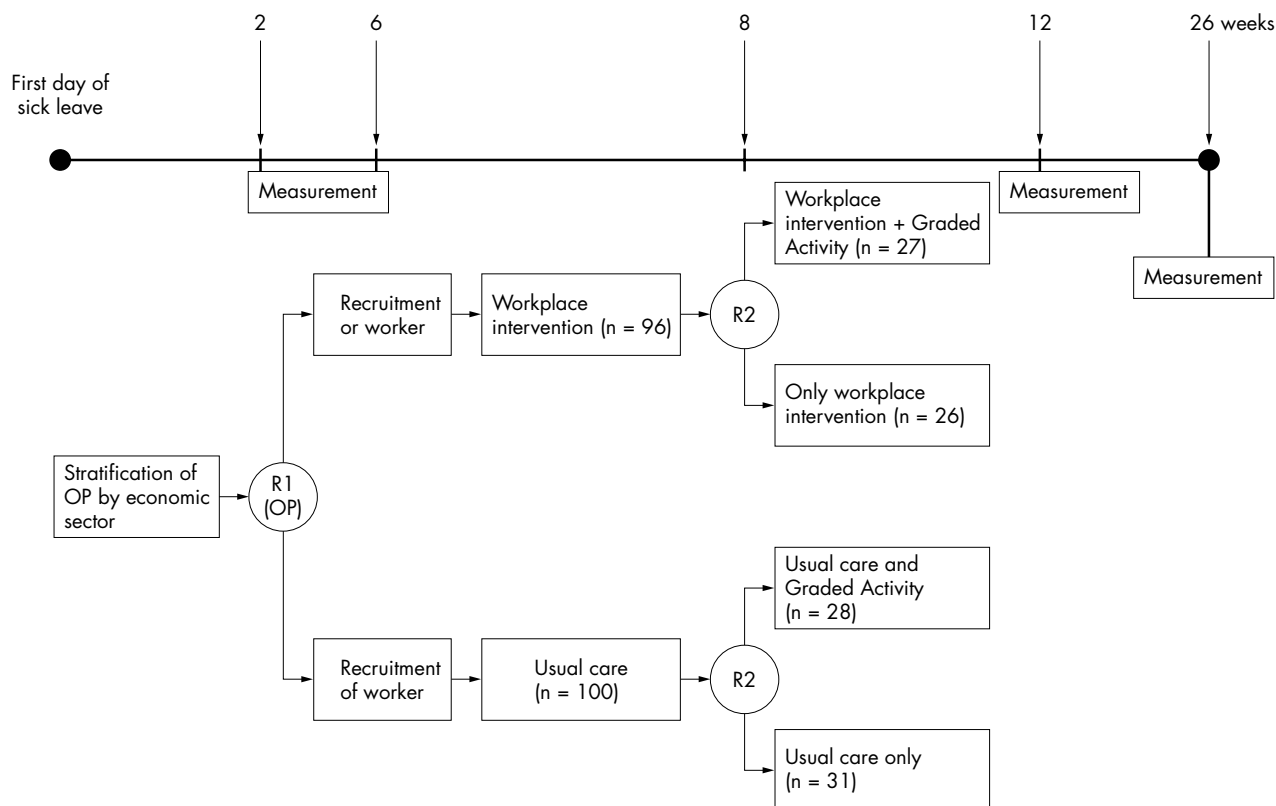 2
6
8
12
26 weeks
First day of
sick leave
Measurement
Measurement
Measurement
Workplace
intervention + Graded
Activity (n = 27)
Recruitment
or worker
Workplace
intervention (n = 96)
R2
Only workplace
intervention (n = 26)
Stratification of
OP by economic
sector
R1
(OP)
Usual care and
Graded Activity
(n = 28)
Recruitment
of worker
Usual care
(n = 100)
R2
Usual care only
(n = 31)